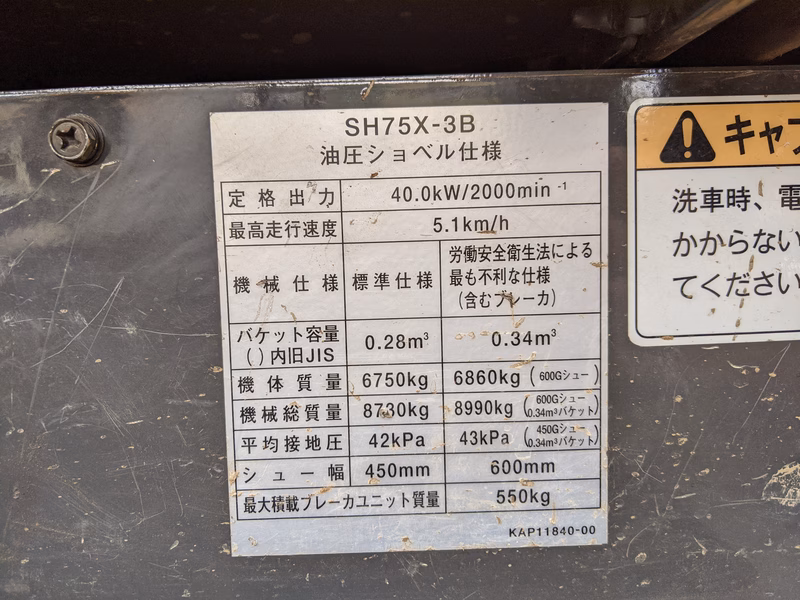 SH75X-3B
油圧ショベル仕様
定格出力 40.0kW/2000min⁻¹
最高走行速度 5.1km/h
機械仕様 標準仕様 労働安全衛生法による
最も不利な仕様
(含むブレーカ)
バケット容量
( )内旧JIS 0.28m³ 0.34m³
機体質量 6750kg 6860kg (600Gシュー)
機械総質量 8730kg 8990kg (600Gシュー
0.34m³バケット)
平均接地圧 42kPa 43kPa (450Gシュー
0.34m³バケット)
シュー幅 450mm 600mm
最大積載ブレーカユニット質量 550kg
KAP11840-00
キャブ
洗車時、電
かからない
てください